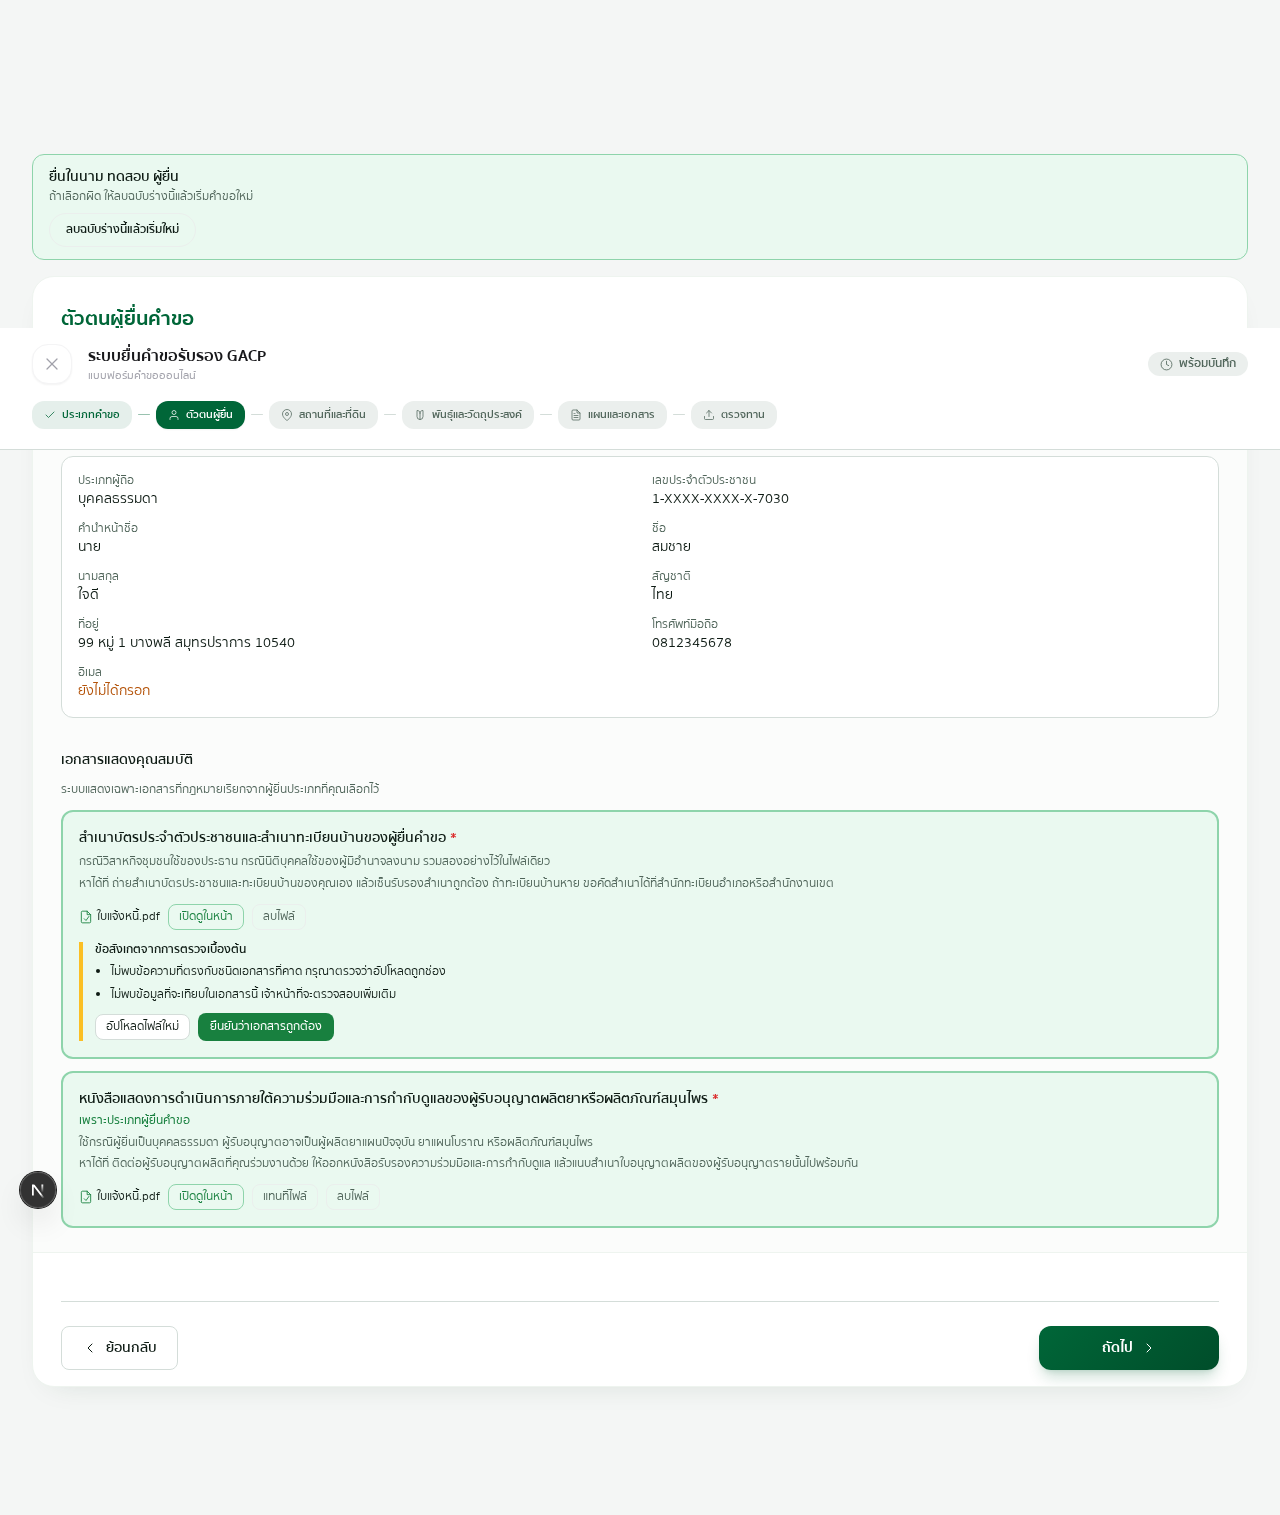 ยื่นในนาม ทดสอบ ผู้ยื่น
ถ้าเลือกผิด ให้ลบฉบับร่างนี้แล้วเริ่มคำขอใหม่
ลบฉบับร่างนี้แล้วเริ่มใหม่
ตัวตนผู้ยื่นคำขอ
ระบบยื่นคำขอรับรอง GACP
แบบฟอร์มคำขอออนไลน์
พร้อมบันทึก
ประเภทคำขอ
ตัวตนผู้ยื่น
สถานที่และที่ดิน
พันธุ์และวัตถุประสงค์
แผนและเอกสาร
ตรวจทาน
ประเภทผู้ถือ
เลขประจำตัวประชาชน
บุคคลธรรมดา
1-XXXX-XXXX-X-7030
คำนำหน้าชื่อ
ชื่อ
นาย
สมชาย
นามสกุล
สัญชาติ
ใจดี
ไทย
ที่อยู่
โทรศัพท์มือถือ
99 หมู่ 1 บางพลี สมุทรปราการ 10540
0812345678
อีเมล
ยังไม่ได้กรอก
เอกสารแสดงคุณสมบัติ
ระบบแสดงเฉพาะเอกสารที่กฎหมายเรียกจากผู้ยื่นประเภทที่คุณเลือกไว้
สำเนาบัตรประจำตัวประชาชนและสำเนาทะเบียนบ้านของผู้ยื่นคำขอ *
กรณีวิสาหกิจชุมชนใช้ของประธาน กรณีนิติบุคคลใช้ของผู้มีอำนาจลงนาม รวมสองอย่างไว้ในไฟล์เดียว
หาได้ที่ ถ่ายสำเนาบัตรประชาชนและทะเบียนบ้านของคุณเอง แล้วเซ็นรับรองสำเนาถูกต้อง ถ้าทะเบียนบ้านหาย ขอคัดสำเนาได้ที่สำนักทะเบียนอำเภอหรือสำนักงานเขต
ใบแจ้งหนี้.pdf
เปิดดูในหน้า
ลบไฟล์
ข้อสังเกตจากการตรวจเบื้องต้น
• ไม่พบข้อความที่ตรงกับชนิดเอกสารที่คาด กรุณาตรวจว่าอัปโหลดถูกช่อง
• ไม่พบข้อมูลที่จะเทียบในเอกสารนี้ เจ้าหน้าที่จะตรวจสอบเพิ่มเติม
อัปโหลดไฟล์ใหม่
ยืนยันว่าเอกสารถูกต้อง
หนังสือแสดงการดำเนินการภายใต้ความร่วมมือและการกำกับดูแลของผู้รับอนุญาตผลิตยาหรือผลิตภัณฑ์สมุนไพร *
เพราะประเภทผู้ยื่นคำขอ
ใช้กรณีผู้ยื่นเป็นบุคคลธรรมดา ผู้รับอนุญาตอาจเป็นผู้ผลิตยาแผนปัจจุบัน ยาแผนโบราณ หรือผลิตภัณฑ์สมุนไพร
หาได้ที่ ติดต่อผู้รับอนุญาตผลิตที่คุณร่วมงานด้วย ให้ออกหนังสือรับรองความร่วมมือและการกำกับดูแล แล้วแนบสำเนาใบอนุญาตผลิตของผู้รับอนุญาตรายนั้นไปพร้อมกัน
ใบแจ้งหนี้.pdf
เปิดดูในหน้า
แทนที่ไฟล์
ลบไฟล์
N
ย้อนกลับ
ถัดไป